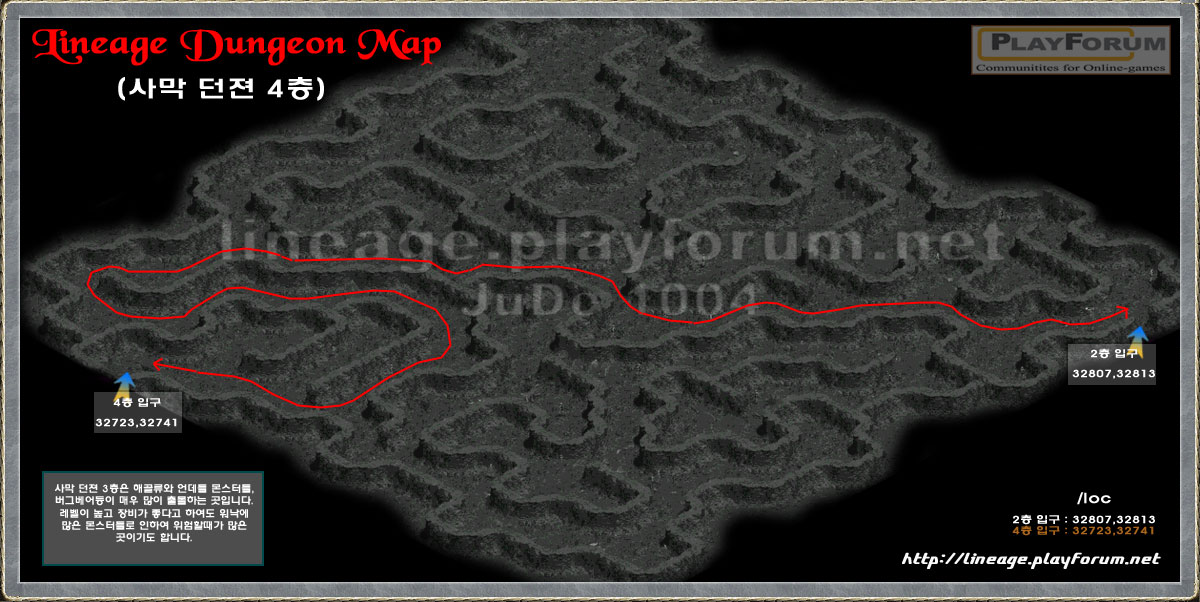 Lineage Dungeon Map
(사막 던젼 4층)
PlayForum
Communitites for Online-games
lineage.playforum.net
JuDo 1004
2층 입구
32807,32813
4층 입구
32723,32741
사막 던젼 3층은 해골류와 언데들 몬스터들,
버그베어등이 매우 많이 출몰하는 곳입니다.
레벨이 높고 장비가 좋다고 하여도 워낙에
많은 몬스터들로 인하여 위험할때가 많은
곳이기도 합니다.
/loc
2층 입구 : 32807,32813
4층 입구 : 32723,32741
http://lineage.playforum.net